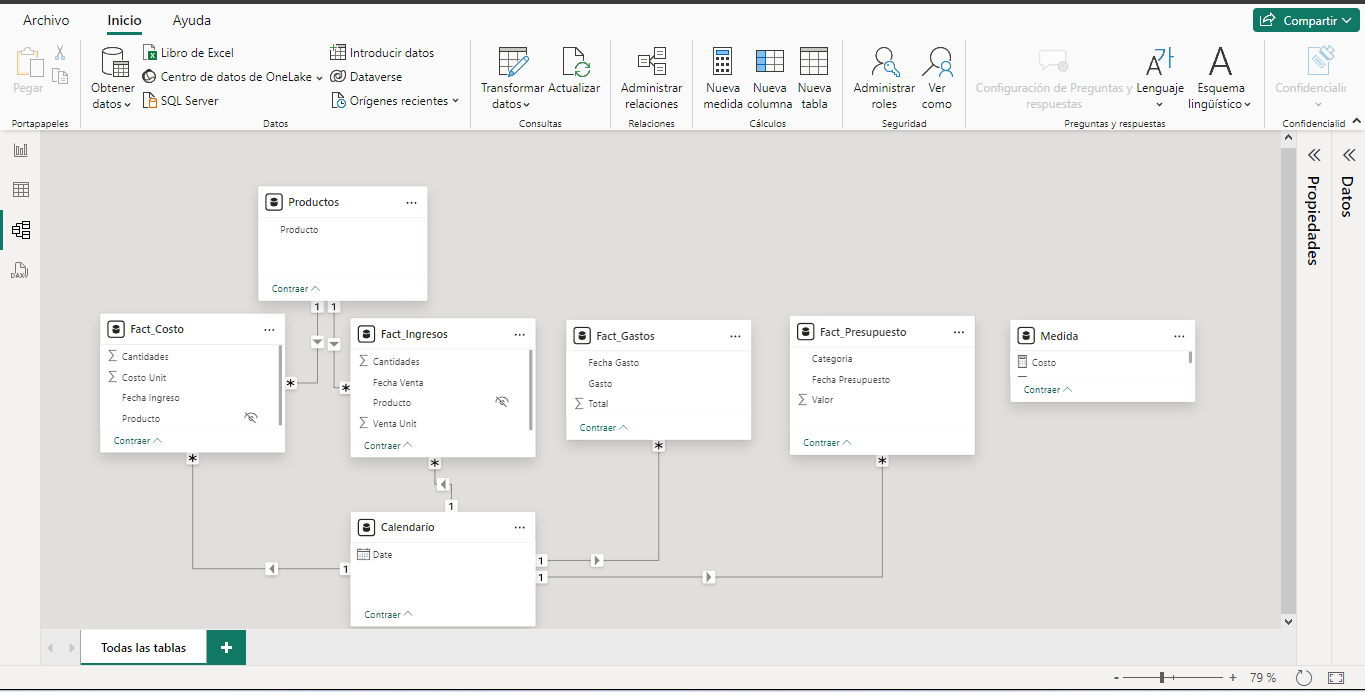 Archivo Inicio Ayuda Compartir
Pegar
Portapapeles
Obtener datos
Libro de Excel
Centro de datos de OneLake
SQL Server
Introducir datos
Dataverse
Orígenes recientes
Datos
Transformar datos
Actualizar
Consultas
Administrar relaciones
Relaciones
Nueva medida
Nueva columna
Nueva tabla
Cálculos
Administrar roles
Ver como
Seguridad
Configuración de Preguntas y respuestas
Lenguaje
Esquema lingüístico
Preguntas y respuestas
Confidenciali
Confidencialid
DAX
Productos ...
Producto
Contraer
1 1
Fact_Costo ...
Cantidades
Costo Unit
Fecha Ingreso
Producto
Contraer
*
*
Fact_Ingresos ...
Cantidades
Fecha Venta
Producto
Venta Unit
Contraer
*
*
Fact_Gastos ...
Fecha Gasto
Gasto
Total
Contraer
*
Fact_Presupuesto ...
Categoria
Fecha Presupuesto
Valor
Contraer
*
Medida ...
Costo
Contraer
1
Calendario ...
Date
Contraer
1
1
1
Propiedades
Datos
Todas las tablas +
- + 79 %